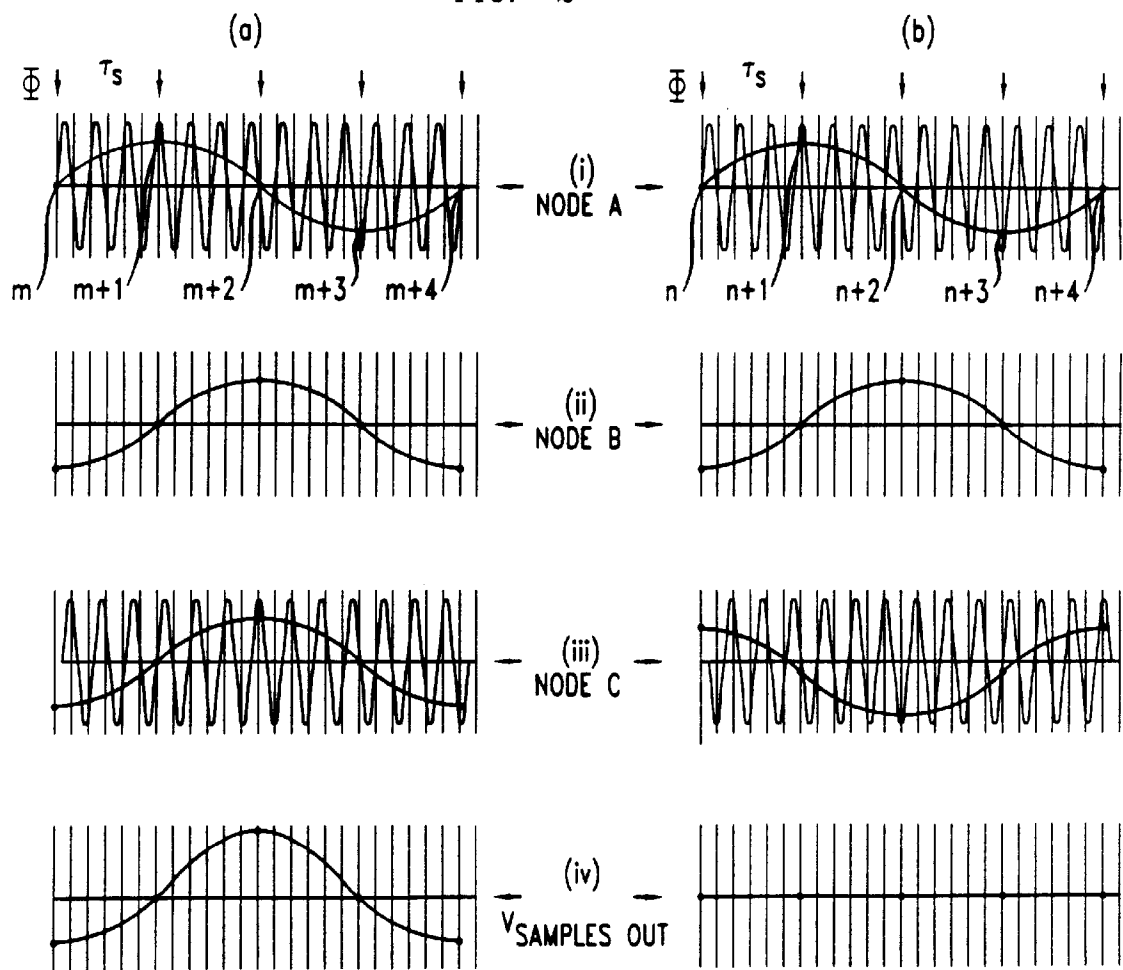 (a) (b)
Φ τS Φ τS
(i)
NODE A
m m+1 m+2 m+3 m+4 n n+1 n+2 n+3 n+4
(ii)
NODE B
(iii)
NODE C
(iv)
VSAMPLES OUT